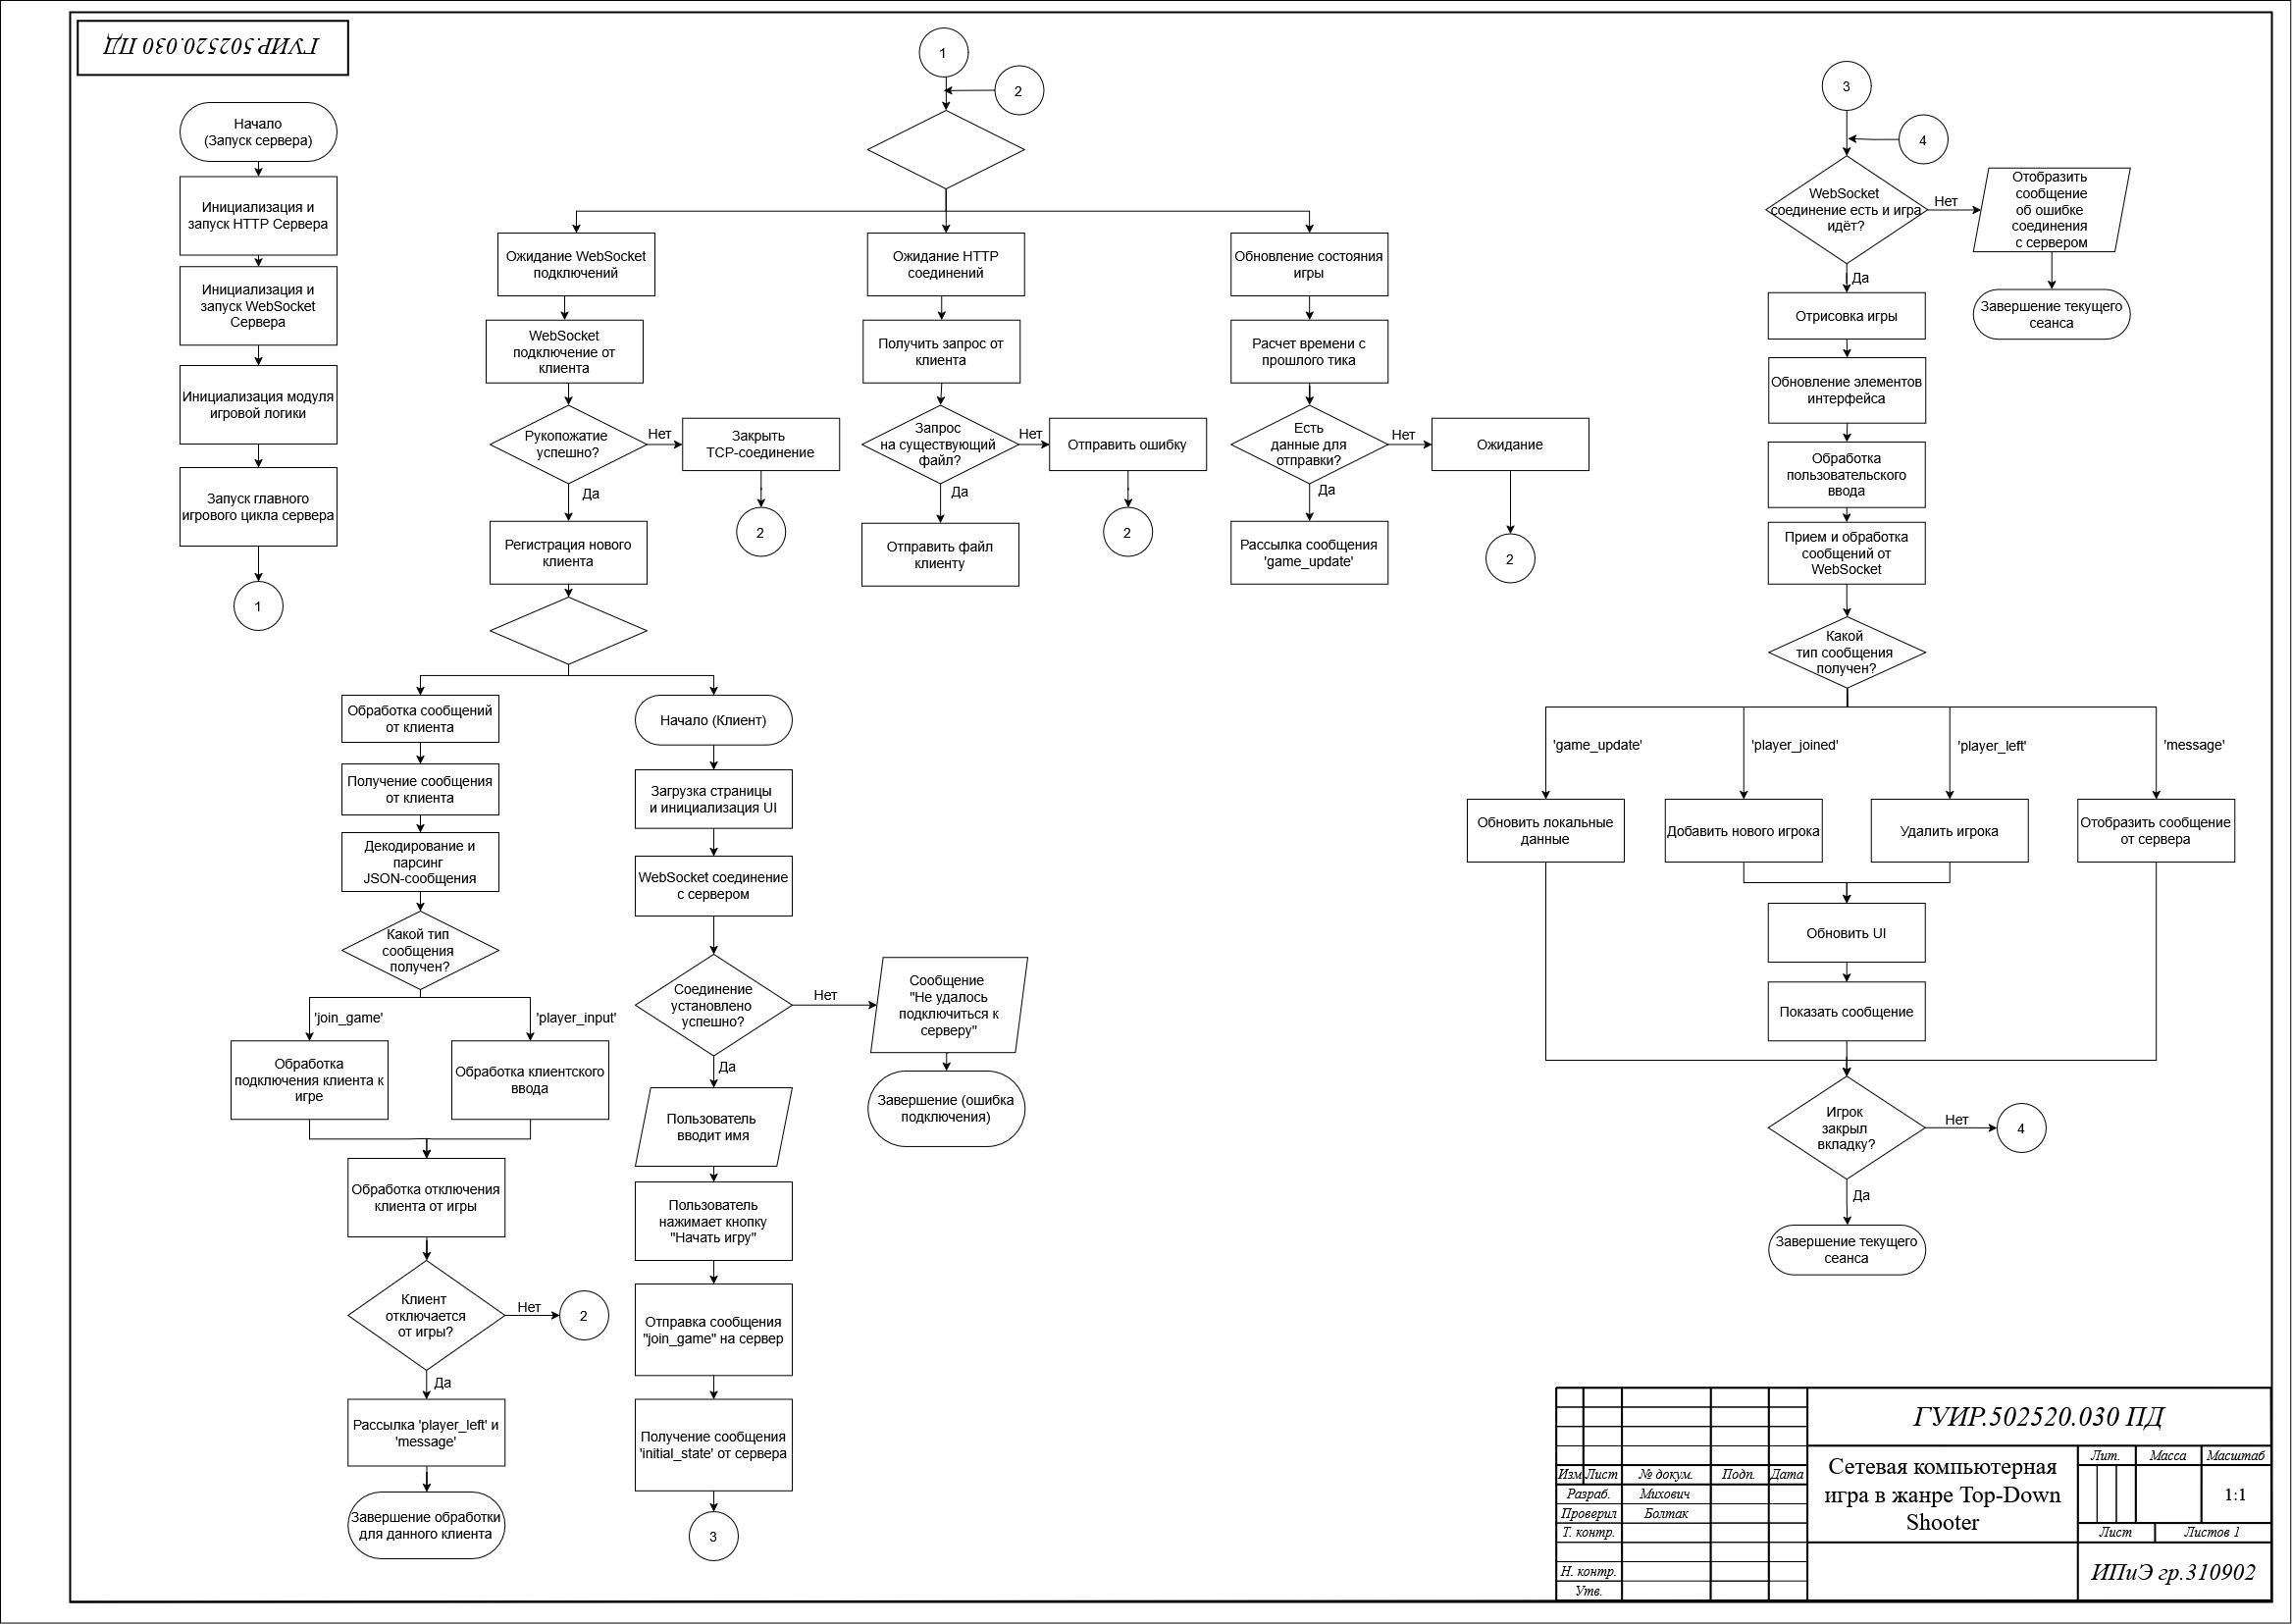 ГУИР.502520.030 ПД
Начало
(Запуск сервера)
Инициализация и
запуск HTTP Сервера
Инициализация и
запуск WebSocket
Сервера
Инициализация модуля
игровой логики
Запуск главного
игрового цикла сервера
1
1
2
Ожидание WebSocket
подключений
WebSocket
подключение от
клиента
Рукопожатие
успешно?
Нет
Закрыть
TCP-соединение
2
Да
Регистрация нового
клиента
Ожидание HTTP
соединений
Получить запрос от
клиента
Запрос
на существующий
файл?
Нет
Отправить ошибку
2
Да
Отправить файл
клиенту
Обновление состояния
игры
Расчет времени с
прошлого тика
Есть
данные для
отправки?
Нет
Ожидание
2
Да
Рассылка сообщения
'game_update'
Обработка сообщений
от клиента
Получение сообщения
от клиента
Декодирование и
парсинг
JSON-сообщения
Какой тип
сообщения
получен?
'join_game'
'player_input'
Обработка
подключения клиента к
игре
Обработка клиентского
ввода
Обработка отключения
клиента от игры
Клиент
отключается
от игры?
Нет
2
Да
Рассылка 'player_left' и
'message'
Завершение обработки
для данного клиента
Начало (Клиент)
Загрузка страницы
и инициализация UI
WebSocket соединение
с сервером
Соединение
установлено
успешно?
Нет
Сообщение
"Не удалось
подключиться к
серверу"
Завершение (ошибка
подключения)
Да
Пользователь
вводит имя
Пользователь
нажимает кнопку
"Начать игру"
Отправка сообщения
"join_game" на сервер
Получение сообщения
'initial_state' от сервера
3
3
4
WebSocket
соединение есть и игра
идёт?
Нет
Отобразить
сообщение
об ошибке
соединения
с сервером
Завершение текущего
сеанса
Да
Отрисовка игры
Обновление элементов
интерфейса
Обработка
пользовательского
ввода
Прием и обработка
сообщений от
WebSocket
Какой
тип сообщения
получен?
'game_update'
'player_joined'
'player_left'
'message'
Обновить локальные
данные
Добавить нового игрока
Удалить игрока
Отобразить сообщение
от сервера
Обновить UI
Показать сообщение
Игрок
закрыл
вкладку?
Нет
4
Да
Завершение текущего
сеанса
ГУИР.502520.030 ПД
Изм Лист № докум. Подп. Дата
Разраб. Михович
Проверил Болтак
Т. контр.
Н. контр.
Утв.
Сетевая компьютерная
игра в жанре Top-Down
Shooter
Лит. Масса Масштаб
1:1
Лист Листов 1
ИПиЭ гр.310902